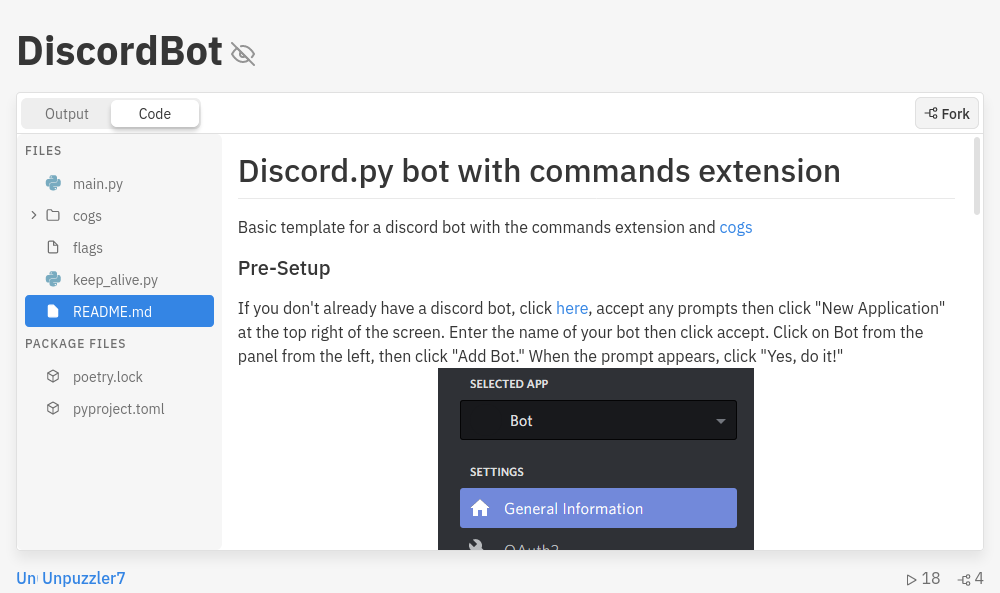 DiscordBot
Output Code Fork
FILES
main.py
cogs
flags
keep_alive.py
README.md
PACKAGE FILES
poetry.lock
pyproject.toml
Discord.py bot with commands extension
Basic template for a discord bot with the commands extension and cogs
Pre-Setup
If you don't already have a discord bot, click here, accept any prompts then click "New Application"
at the top right of the screen. Enter the name of your bot then click accept. Click on Bot from the
panel from the left, then click "Add Bot." When the prompt appears, click "Yes, do it!"
SELECTED APP
Bot
SETTINGS
General Information
OAuth2
Un Unpuzzler7
18 4